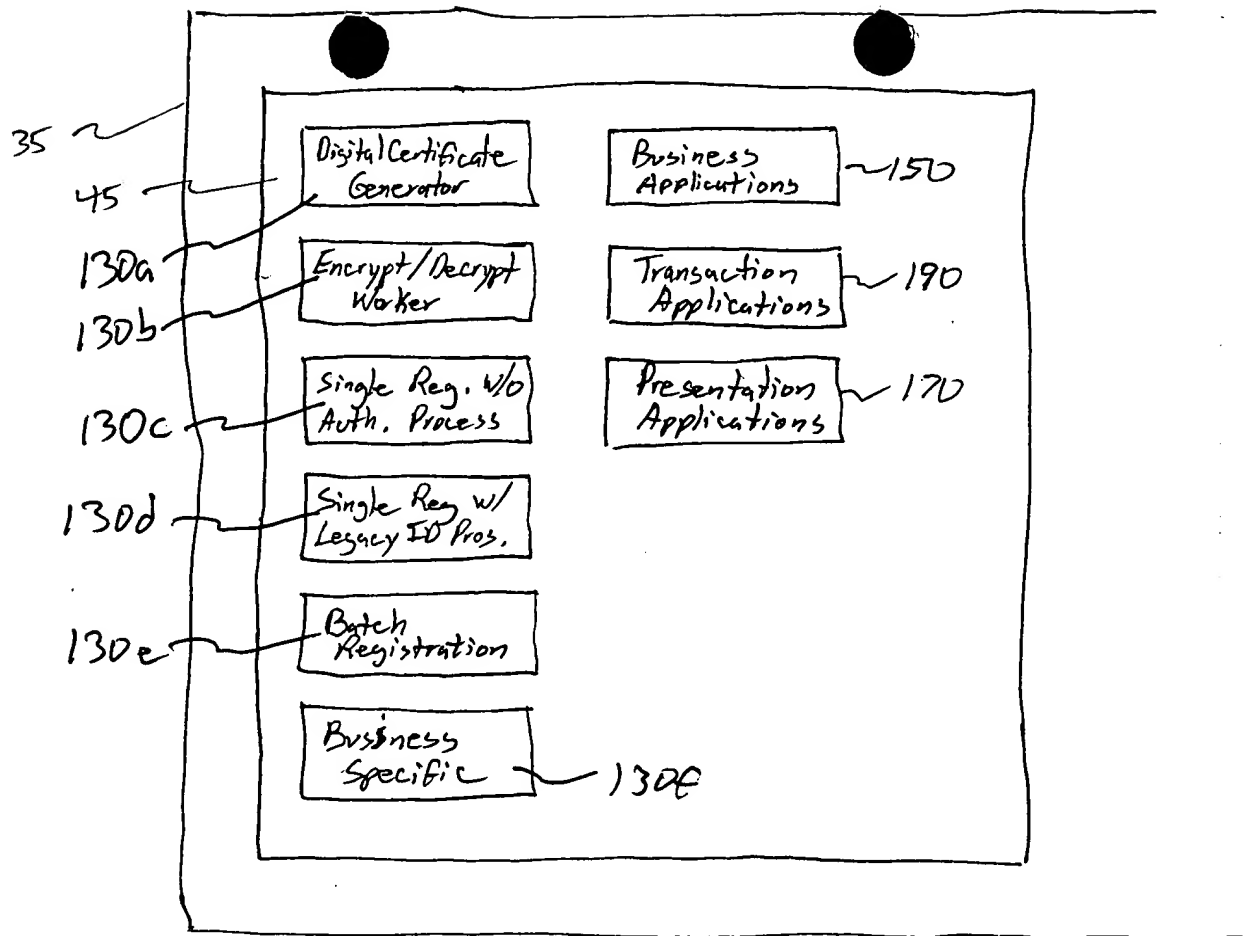 35
45
Digital Certificate
Generator
130a
Encrypt/Decrypt
Worker
130b
Single Reg. W/O
Auth. Process
130c
Single Reg w/
Legacy ID Pros.
130d
Batch
Registration
130e
Business
Specific
130f
Business
Applications
150
Transaction
Applications
190
Presentation
Applications
170